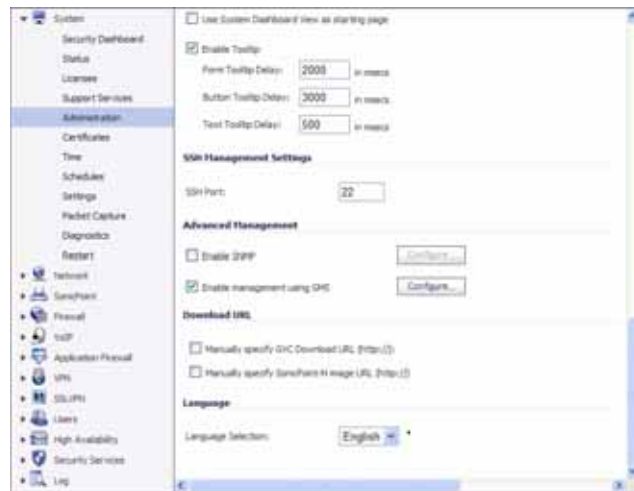 System
Security Dashboard
Status
Licenses
Support Services
Administration
Certificates
Time
Schedules
Settings
Packet Capture
Diagnostics
Restart
Network
SonicPoint
Firewall
VoIP
Application Firewall
VPN
SSL VPN
Users
High Availability
Security Services
Log
Use System Dashboard View as starting page
Enable Tooltip
Form Tooltip Delay: 2000 in msecs
Button Tooltip Delay: 3000 in msecs
Text Tooltip Delay: 500 in msecs
SSH Management Settings
SSH Port: 22
Advanced Management
Enable SNMP Configure...
Enable management using GMS Configure...
Download URL
Manually specify GVC Download URL (http://)
Manually specify SonicPoint-N image URL (http://)
Language
Language Selection: English *